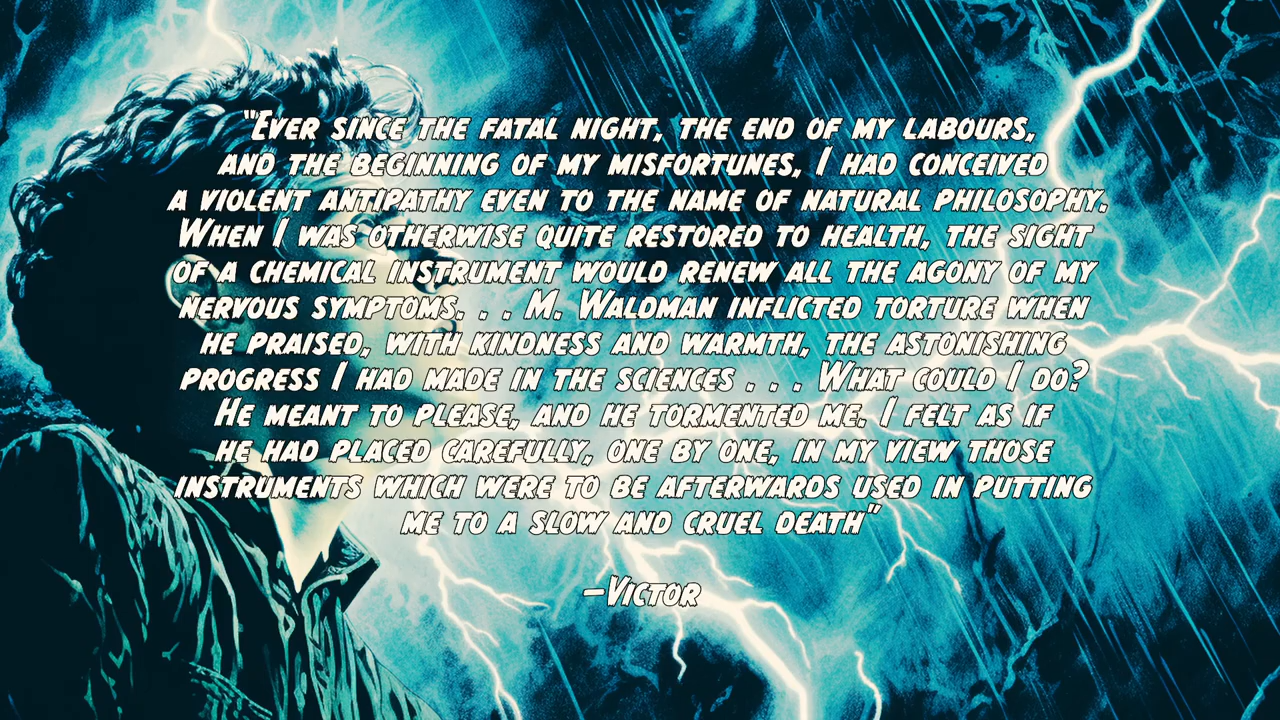 "Ever since the fatal night, the end of my labours,
and the beginning of my misfortunes, I had conceived
a violent antipathy even to the name of natural philosophy.
When I was otherwise quite restored to health, the sight
of a chemical instrument would renew all the agony of my
nervous symptoms. . . M. Waldman inflicted torture when
he praised, with kindness and warmth, the astonishing
progress I had made in the sciences . . . What could I do?
He meant to please, and he tormented me. I felt as if
he had placed carefully, one by one, in my view those
instruments which were to be afterwards used in putting
me to a slow and cruel death"
–Victor